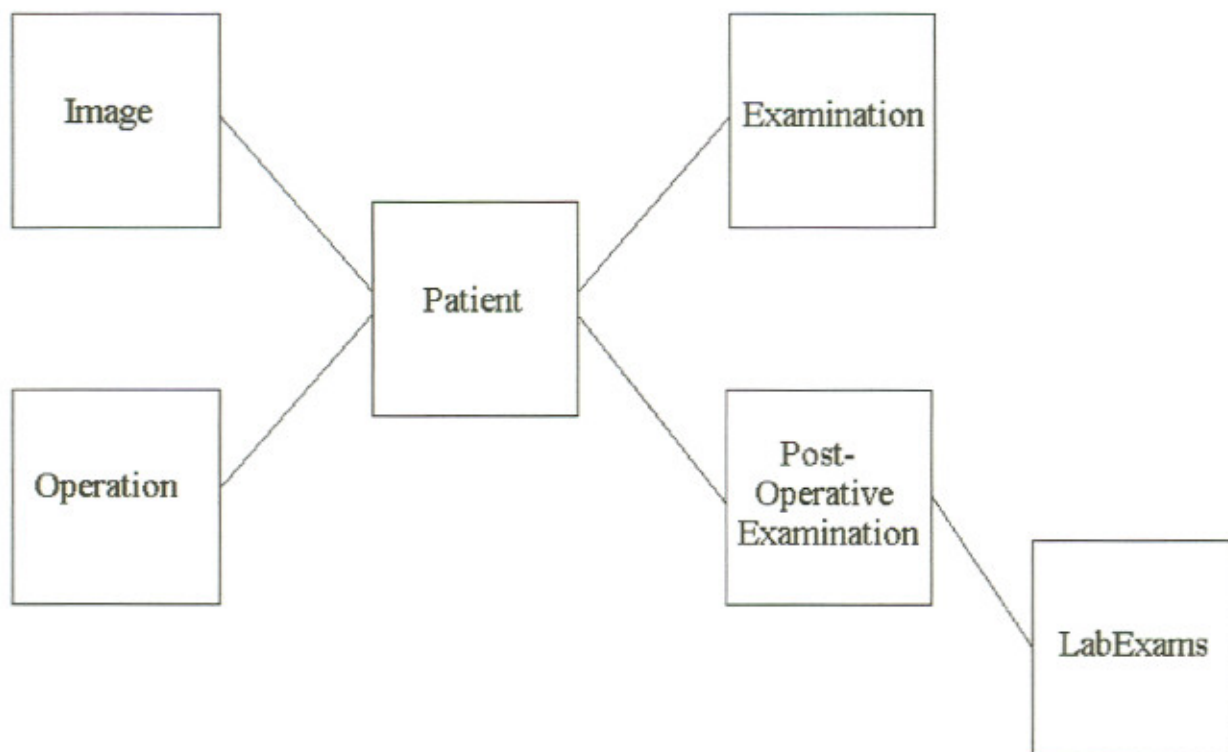 Image
Examination
Patient
Operation
Post-
Operative
Examination
LabExams